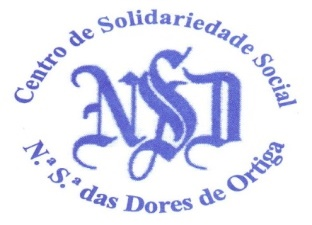 Centro de Solidariedade Social
NSD
N.ª S.ª das Dores de Ortiga